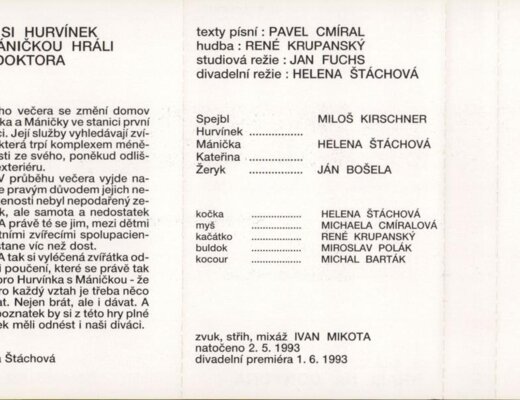 SI HURVÍNEK
MÁNIČKOU HRÁLI
DOKTORA
ho večera se změní domov
ka a Máničky ve stanici první
ci. Její služby vyhledávají zví-
která trpí komplexem méně-
sti ze svého, poněkud odliš-
exteriéru.
V průběhu večera vyjde na-
e pravým důvodem jejich ne-
nosti nebyl nepodařený ze-
k, ale samota a nedostatek
A právě té se jim, mezi dětmi
tními zvířecími spolupacien-
stane víc než dost.
A tak si vyléčená zvířátka od-
i poučení, které se právě tak
pro Hurvínka s Máničkou - že
ro každý vztah je třeba něco
at. Nejen brát, ale i dávat. A
poznatek by si z této hry plné
ek měli odnést i naši diváci.
a Štáchová
texty písní : PAVEL CMÍRAL
hudba : RENÉ KRUPANSKÝ
studiová režie : JAN FUCHS
divadelní režie : HELENA ŠTÁCHOVÁ
Spejbl MILOŠ KIRSCHNER
Hurvínek ..................
Mánička HELENA ŠTÁCHOVÁ
Kateřina ..................
Žeryk JÁN BOŠELA
kočka .................. HELENA ŠTÁCHOVÁ
myš .................. MICHAELA CMÍRALOVÁ
kačátko .................. RENÉ KRUPANSKÝ
buldok .................. MIROSLAV POLÁK
kocour .................. MICHAL BARTÁK
zvuk, střih, mixáž IVAN MIKOTA
natočeno 2. 5. 1993
divadelní premiéra 1. 6. 1993